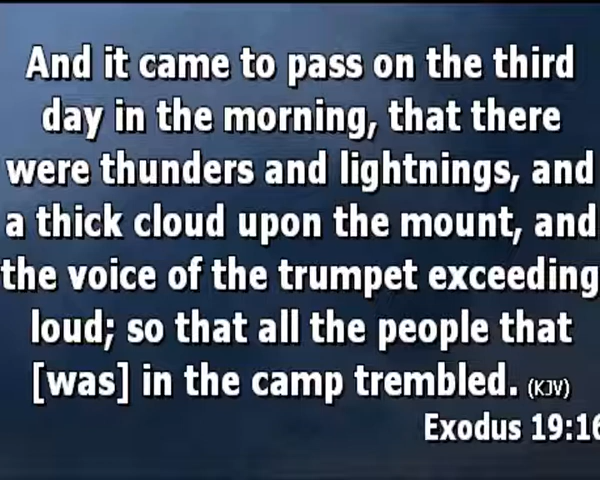 And it came to pass on the third
day in the morning, that there
were thunders and lightnings, and
a thick cloud upon the mount, and
the voice of the trumpet exceeding
loud; so that all the people that
[was] in the camp trembled. (KJV)
Exodus 19:16